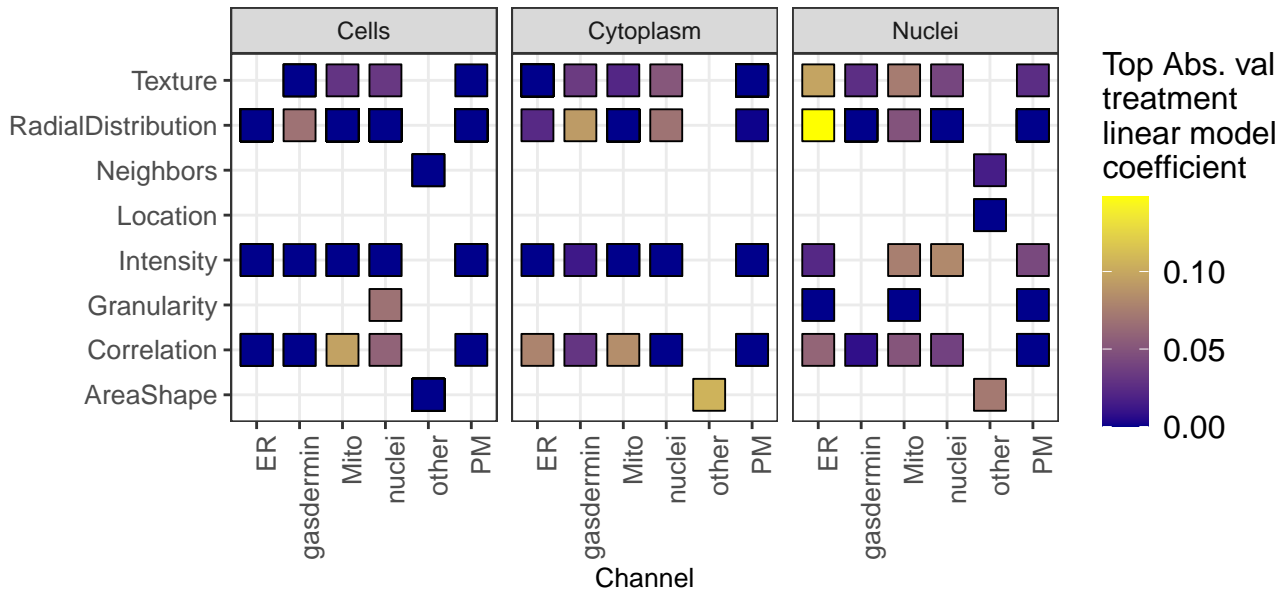 Cells
Cytoplasm
Nuclei
Texture
RadialDistribution
Neighbors
Location
Intensity
Granularity
Correlation
AreaShape
ER
gasdermin
Mito
nuclei
other
PM
ER
gasdermin
Mito
nuclei
other
PM
ER
gasdermin
Mito
nuclei
other
PM
Channel
Top Abs. val
treatment
linear model
coefficient
0.10
0.05
0.00